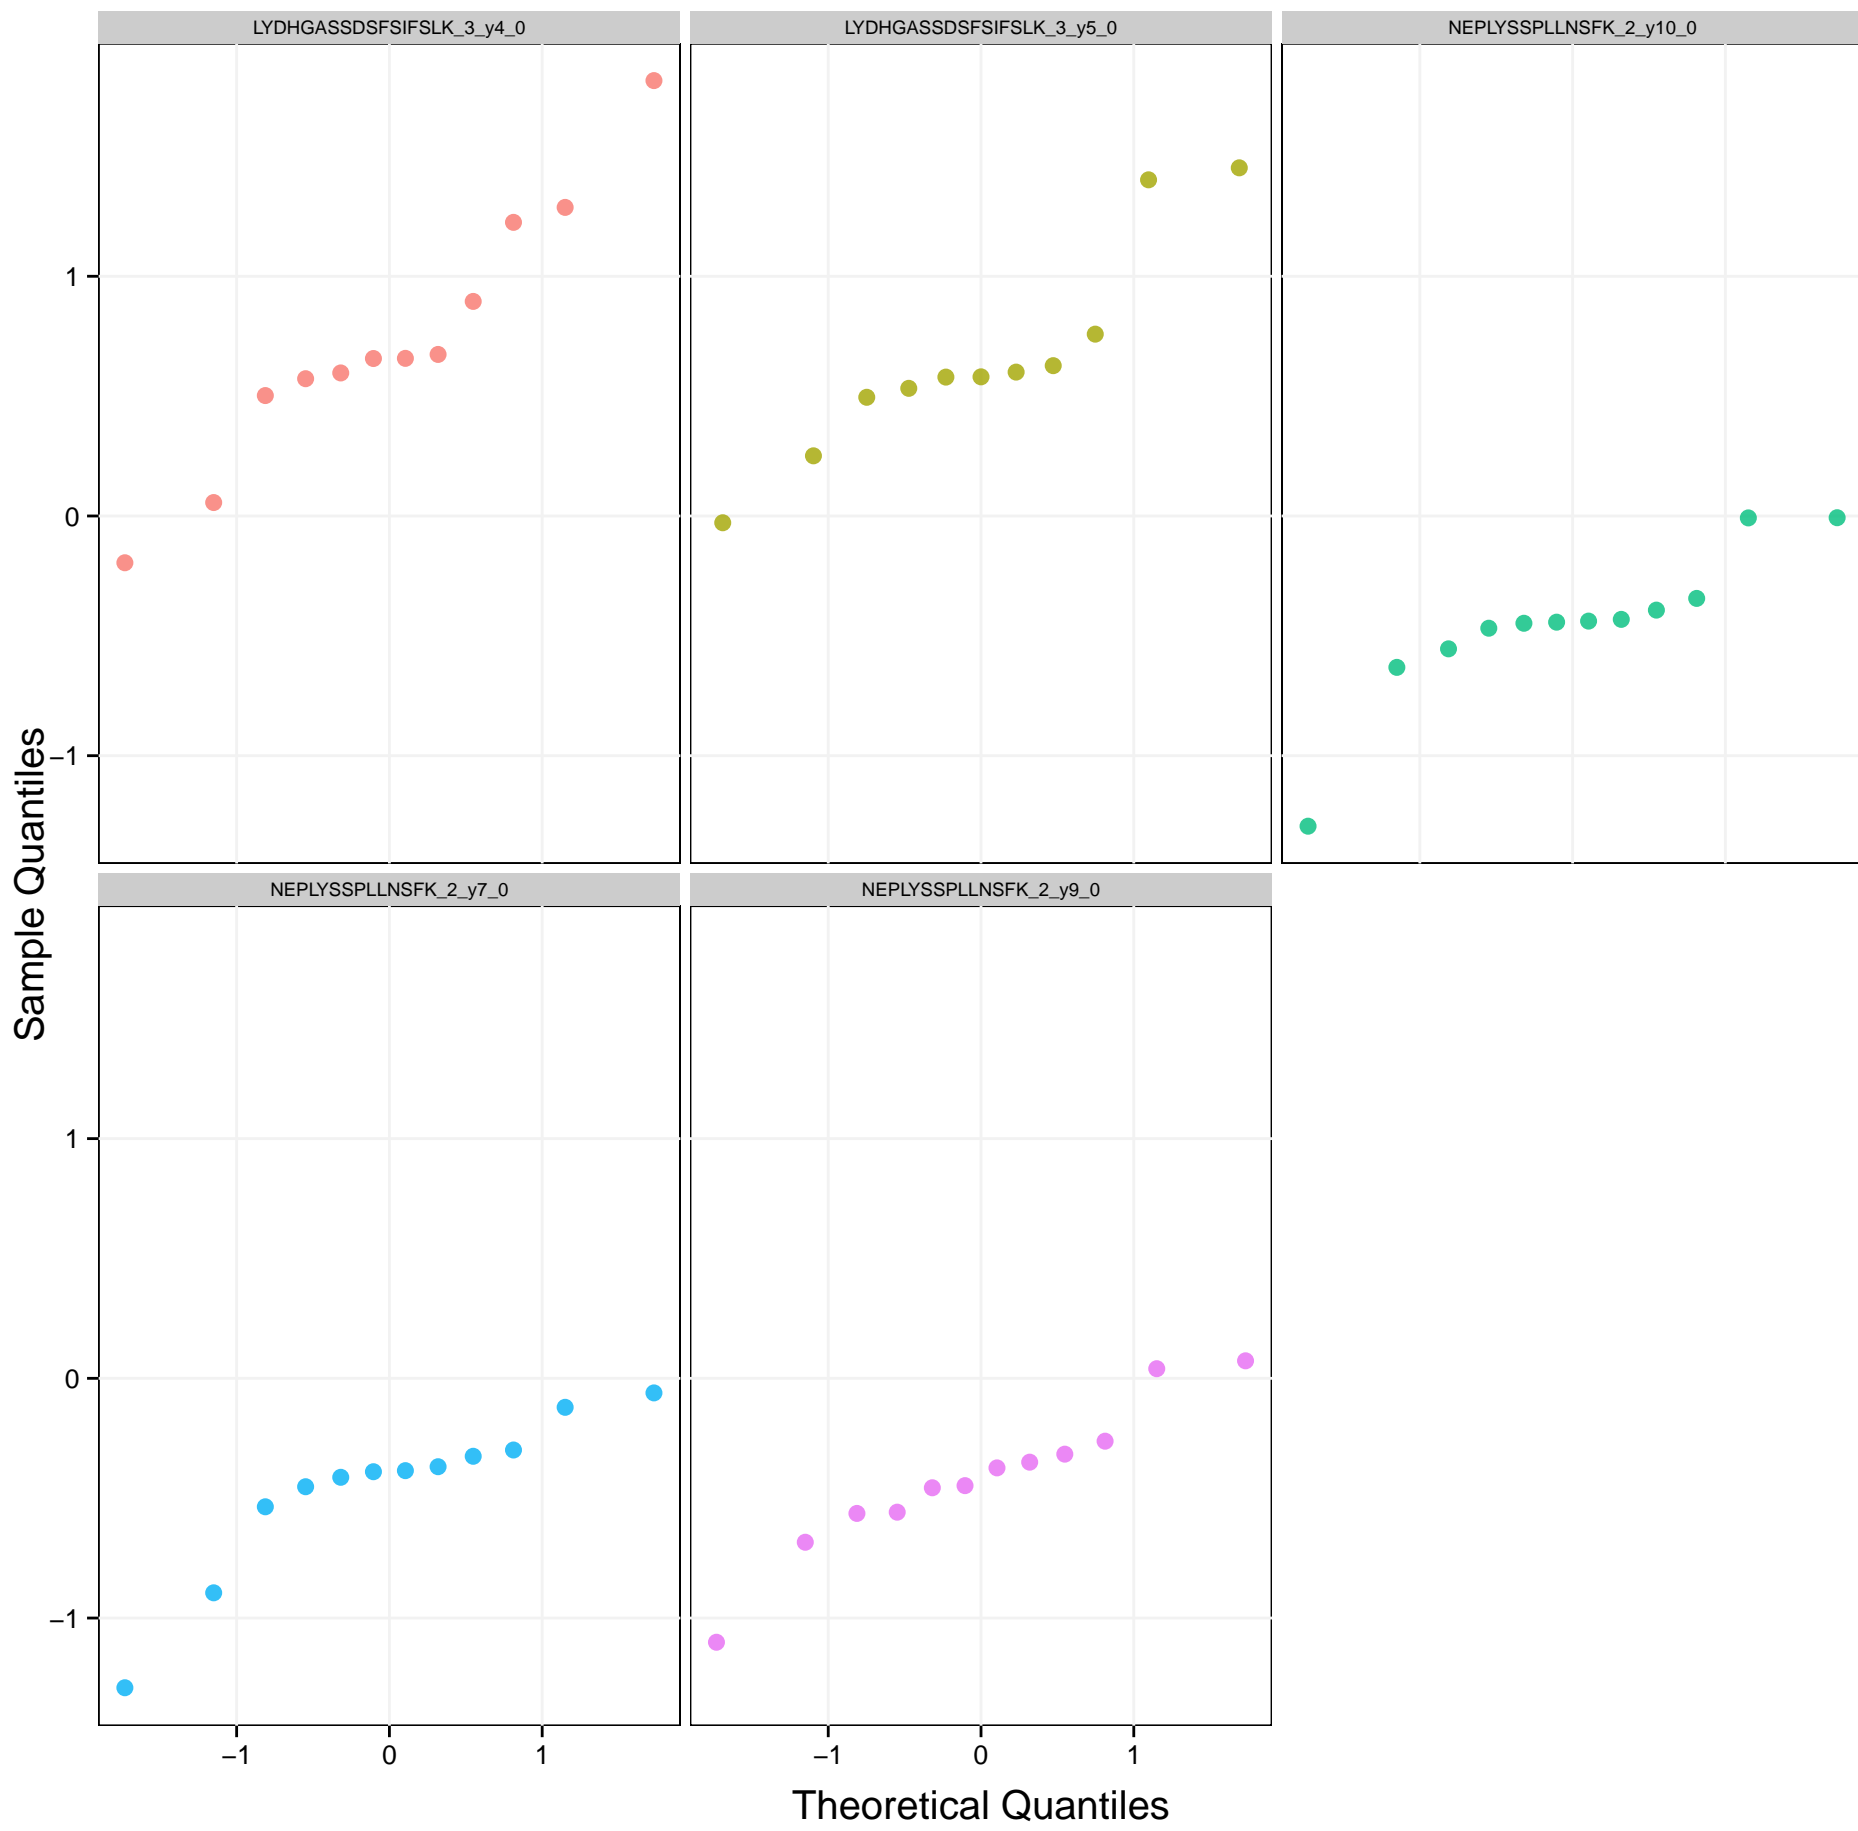 LYDHGASSDSFSIFSLK_3_y4_0
LYDHGASSDSFSIFSLK_3_y5_0
NEPLYSSPLLNSFK_2_y10_0
1
0
−1
NEPLYSSPLLNSFK_2_y7_0
NEPLYSSPLLNSFK_2_y9_0
1
0
−1
−1 0 1
−1 0 1
Sample Quantiles
Theoretical Quantiles